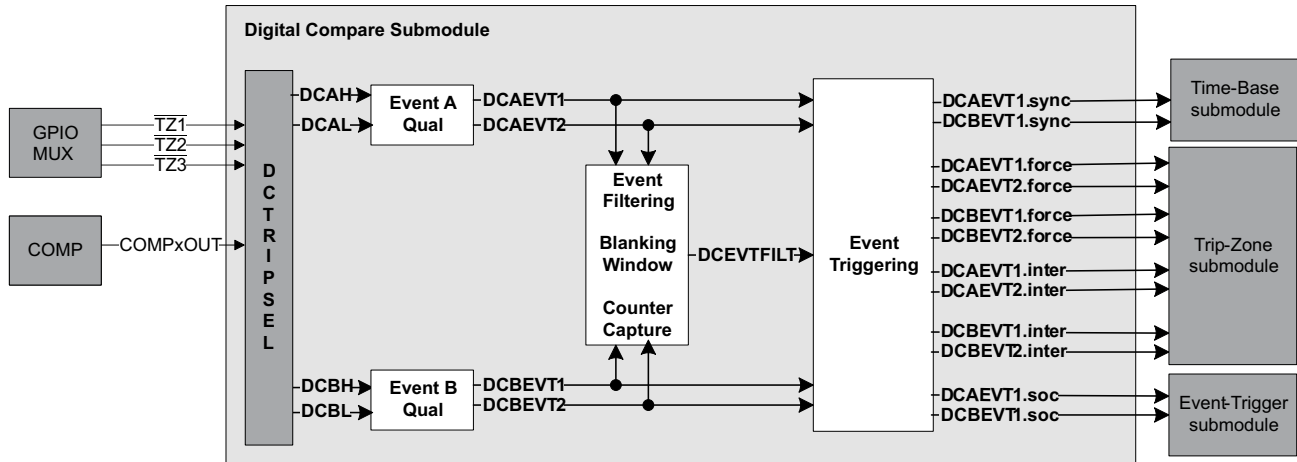 Digital Compare Submodule
GPIO
MUX
TZ1
TZ2
TZ3
COMP
COMPxOUT
D
C
T
R
I
P
S
E
L
DCAH
DCAL
Event A
Qual
DCAEVT1
DCAEVT2
Event
Filtering
Blanking
Window
Counter
Capture
DCEVTFILT
DCBH
DCBL
Event B
Qual
DCBEVT1
DCBEVT2
Event
Triggering
DCAEVT1.sync
DCBEVT1.sync
DCAEVT1.force
DCAEVT2.force
DCBEVT1.force
DCBEVT2.force
DCAEVT1.inter
DCAEVT2.inter
DCBEVT1.inter
DCBEVT2.inter
DCAEVT1.soc
DCBEVT1.soc
Time-Base
submodule
Trip-Zone
submodule
Event-Trigger
submodule